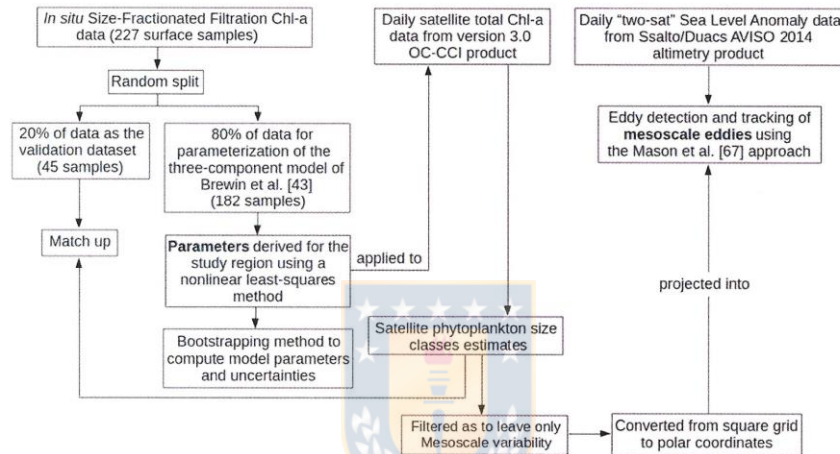 In situ Size-Fractionated Filtration Chl-a
data (227 surface samples)
Random split
20% of data as the
validation dataset
(45 samples)
80% of data for
parameterization of the
three-component model of
Brewin et al. [43]
(182 samples)
Match up
Parameters derived for the
study region using a
nonlinear least-squares
method
Bootstrapping method to
compute model parameters
and uncertainties
applied to
Daily satellite total Chl-a
data from version 3.0
OC-CCI product
Satellite phytoplankton size
classes estimates
Filtered as to leave only
Mesoscale variability
Converted from square grid
to polar coordinates
projected into
Daily “two-sat” Sea Level Anomaly data
from Ssalto/Duacs AVISO 2014
altimetry product
Eddy detection and tracking of
mesoscale eddies using
the Mason et al. [67] approach